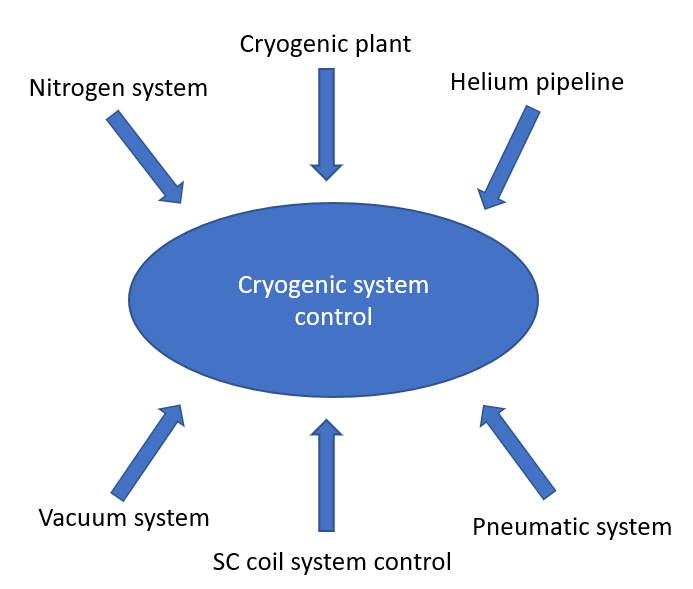 Cryogenic plant
Nitrogen system
Helium pipeline
Cryogenic system
control
Vacuum system
Pneumatic system
SC coil system control